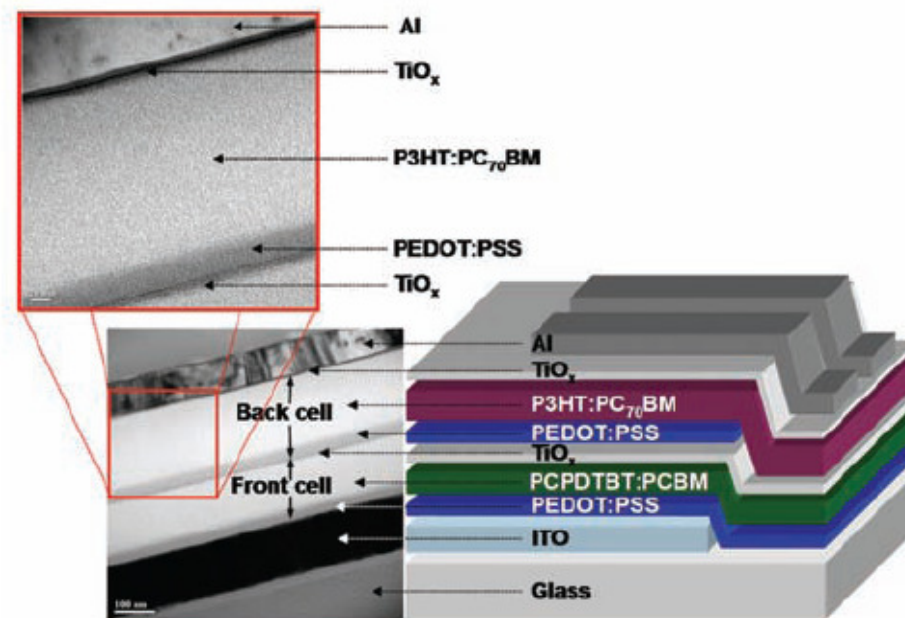 Al
TiOx
P3HT:PC70BM
PEDOT:PSS
TiOx
Al
TiOx
Back cell
P3HT:PC70BM
PEDOT:PSS
TiOx
Front cell
PCPDTBT:PCBM
PEDOT:PSS
ITO
Glass
100 nm